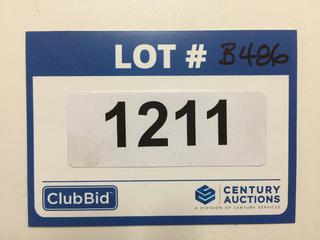 LOT # B486
1211
ClubBid
CENTURY
AUCTIONS
A DIVISION OF CENTURY SERVICES